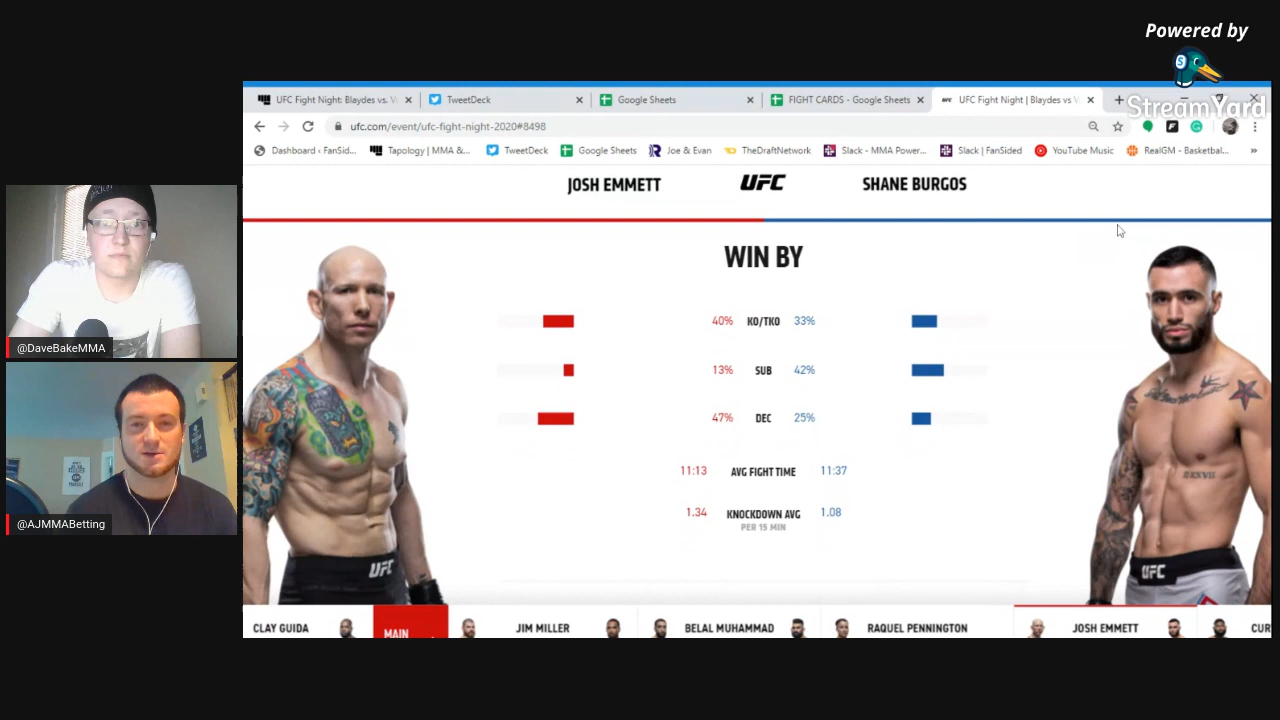 Powered by
StreamYard
UFC Fight Night: Blaydes vs. V
TweetDeck
Google Sheets
FIGHT CARDS - Google Sheets
UFC Fight Night | Blaydes vs V
ufc.com/event/ufc-fight-night-2020#8498
Dashboard ‹ FanSid...
Tapology | MMA &...
TweetDeck
Google Sheets
Joe & Evan
TheDraftNetwork
Slack - MMA Power...
Slack | FanSided
YouTube Music
RealGM - Basketbal...
»
JOSH EMMETT
UFC
SHANE BURGOS
WIN BY
40% KO/TKO 33%
13% SUB 42%
47% DEC 25%
11:13 AVG FIGHT TIME 11:37
1.34 KNOCKDOWN AVG 1.08
PER 15 MIN
UFC
UFC
CLAY GUIDA
MAIN
JIM MILLER
BELAL MUHAMMAD
RAQUEL PENNINGTON
JOSH EMMETT
CUR
@DaveBakeMMA
@AJMMABetting